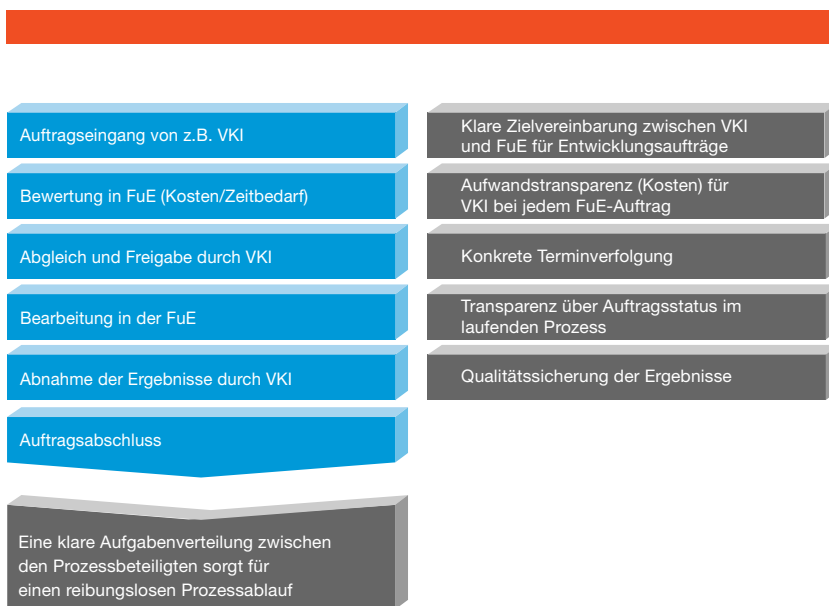 Auftragseingang von z.B. VKI
Bewertung in FuE (Kosten/Zeitbedarf)
Abgleich und Freigabe durch VKI
Bearbeitung in der FuE
Abnahme der Ergebnisse durch VKI
Auftragsabschluss
Eine klare Aufgabenverteilung zwischen
den Prozessbeteiligten sorgt für
einen reibungslosen Prozessablauf
Klare Zielvereinbarung zwischen VKI
und FuE für Entwicklungsaufträge
Aufwandstransparenz (Kosten) für
VKI bei jedem FuE-Auftrag
Konkrete Terminverfolgung
Transparenz über Auftragsstatus im
laufenden Prozess
Qualitätssicherung der Ergebnisse